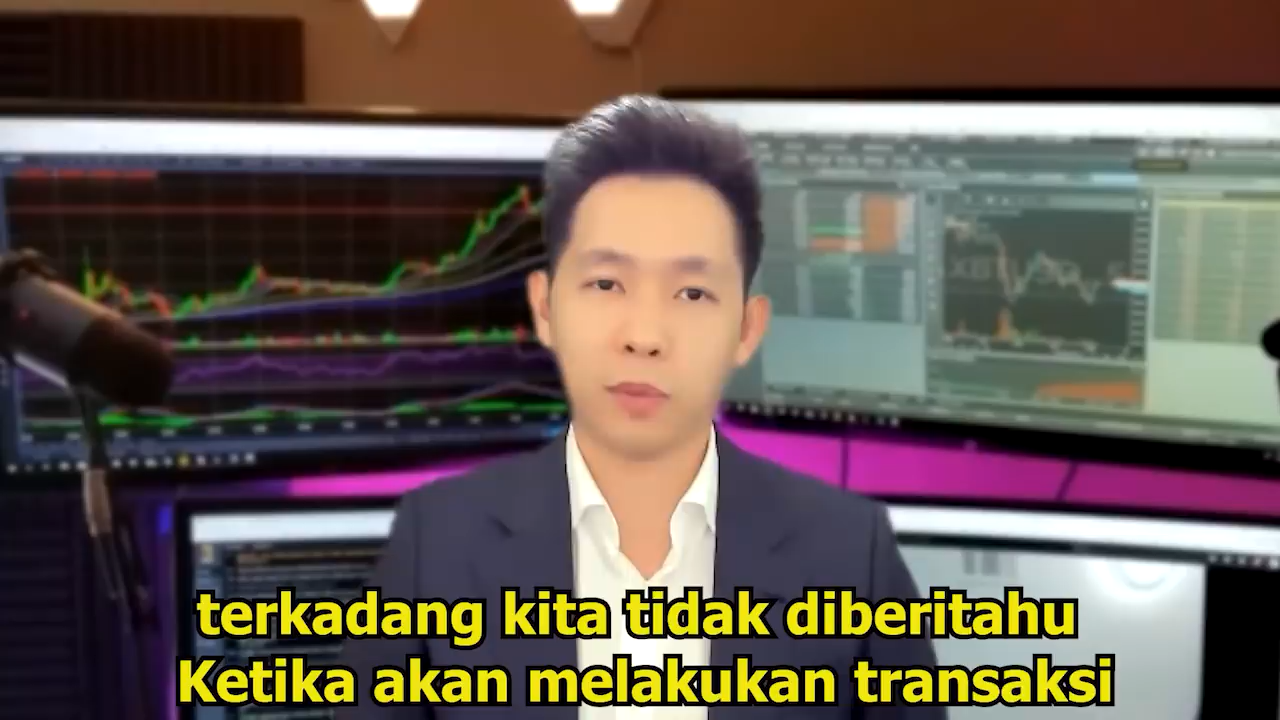 terkadang kita tidak diberitahu
Ketika akan melakukan transaksi